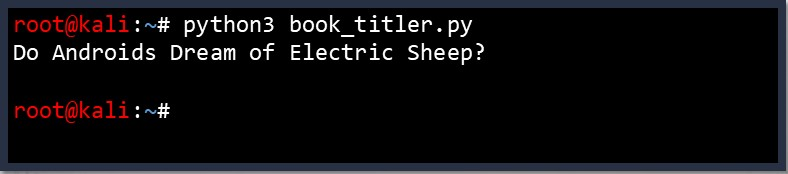 root@kali:~# python3 book_titler.py
Do Androids Dream of Electric Sheep?
root@kali:~#